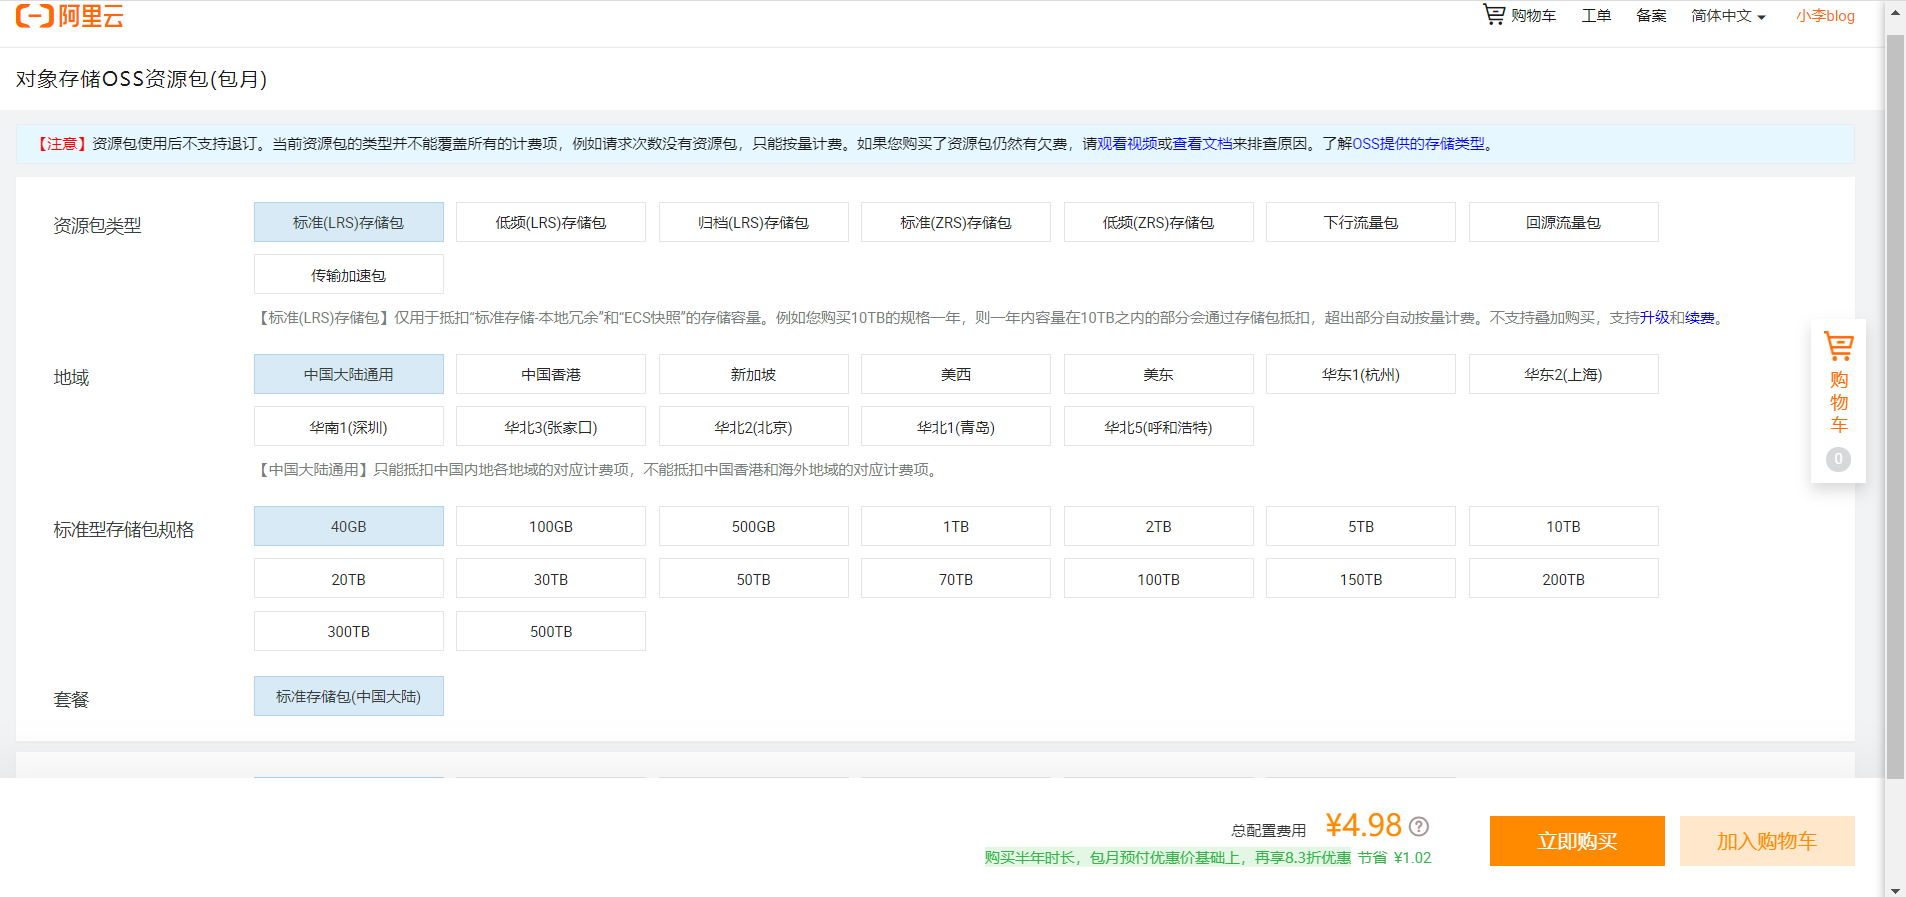 阿里云
购物车 工单 备案 简体中文 小李blog
对象存储OSS资源包(包月)
【注意】资源包使用后不支持退订。当前资源包的类型并不能覆盖所有的计费项，例如请求次数没有资源包，只能按量计费。如果您购买了资源包仍然有欠费，请观看视频或查看文档来排查原因。了解OSS提供的存储类型。
资源包类型 标准(LRS)存储包 低频(LRS)存储包 归档(LRS)存储包 标准(ZRS)存储包 低频(ZRS)存储包 下行流量包 回源流量包
传输加速包
【标准(LRS)存储包】仅用于抵扣“标准存储-本地冗余”和“ECS快照”的存储容量。例如您购买10TB的规格一年，则一年内容量在10TB之内的部分会通过存储包抵扣，超出部分自动按量计费。不支持叠加购买，支持升级和续费。
地域 中国大陆通用 中国香港 新加坡 美西 美东 华东1(杭州) 华东2(上海)
华南1(深圳) 华北3(张家口) 华北2(北京) 华北1(青岛) 华北5(呼和浩特)
【中国大陆通用】只能抵扣中国内地各地域的对应计费项，不能抵扣中国香港和海外地域的对应计费项。
标准型存储包规格 40GB 100GB 500GB 1TB 2TB 5TB 10TB
20TB 30TB 50TB 70TB 100TB 150TB 200TB
300TB 500TB
套餐 标准存储包(中国大陆)
购
物
车
0
总配置费用 ¥4.98 ?
购买半年时长，包月预付优惠价基础上，再享8.3折优惠 节省 ¥1.02
立即购买 加入购物车